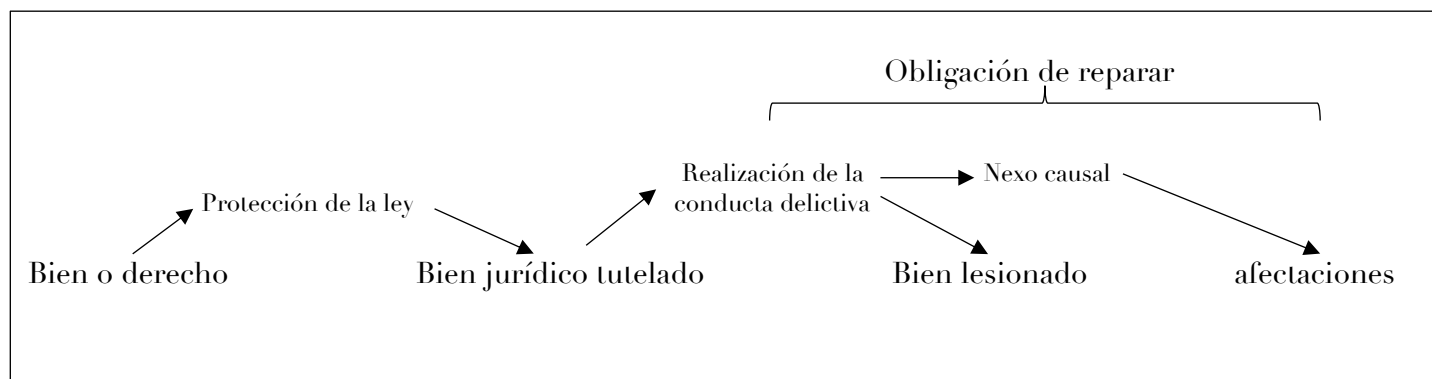 Obligación de reparar
Realización de la
conducta delictiva
Nexo causal
Protección de la ley
Bien o derecho
Bien jurídico tutelado
Bien lesionado
afectaciones